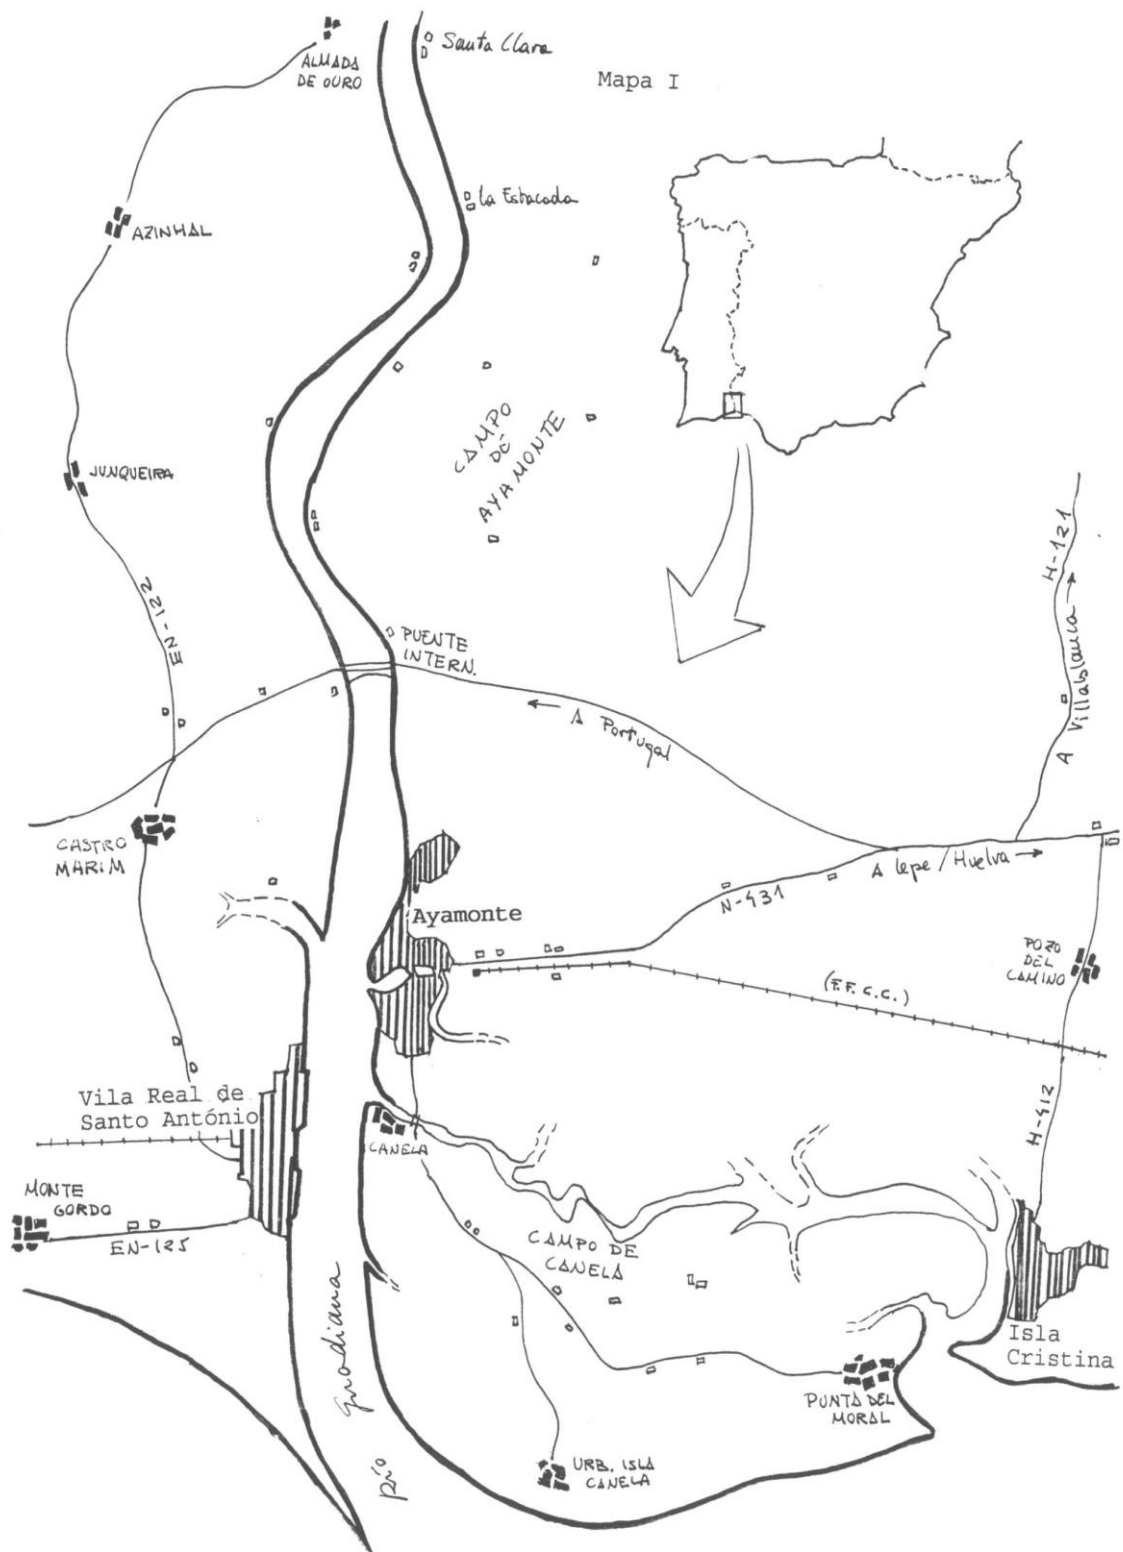 Santa Clara
ALMADA
DE OURO
Mapa I
la Estacada
AZINHAL
CAMPO
DE
AYAMONTE
JUNQUEIRA
H-121
EN-122
PUENTE
INTERN.
A Villablanca →
← A Portugal
CASTRO
MARIM
A lepe/Huelva →
N-431
Ayamonte
POZO
DEL
CAMINO
(F.F.C.C.)
Vila Real de
Santo António
H-412
CANELA
MONTE
GORDO
EN-125
CAMPO DE
CANELA
Isla
Cristina
río guadiana
PUNTA DEL
MORAL
URB. ISLA
CANELA